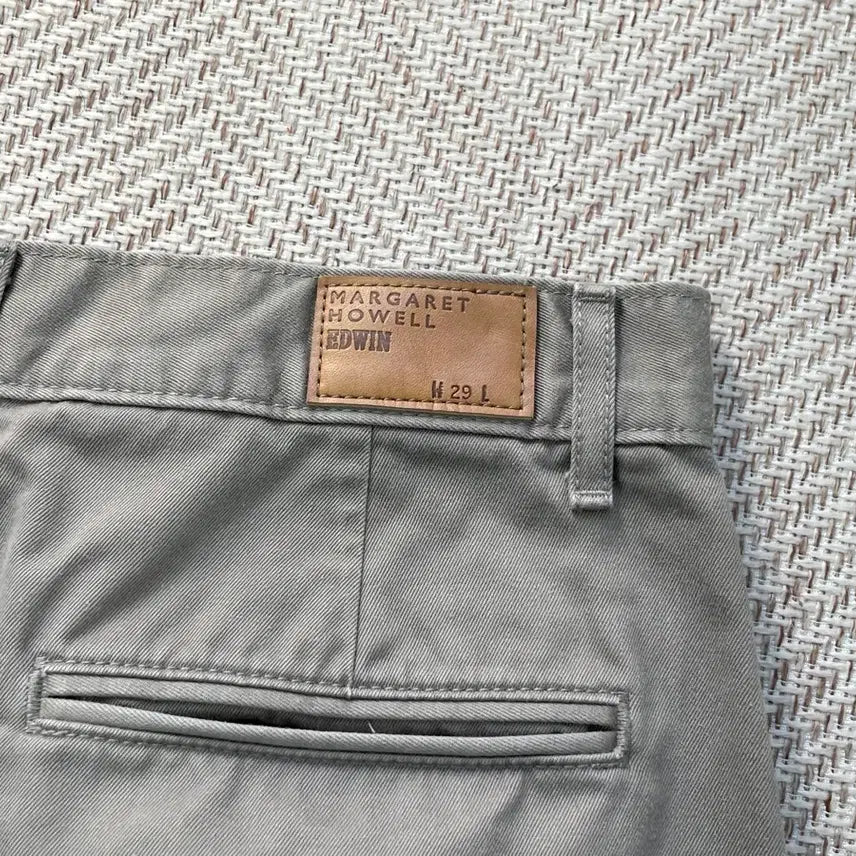 MARGARET
HOWELL
EDWIN
W 29 L